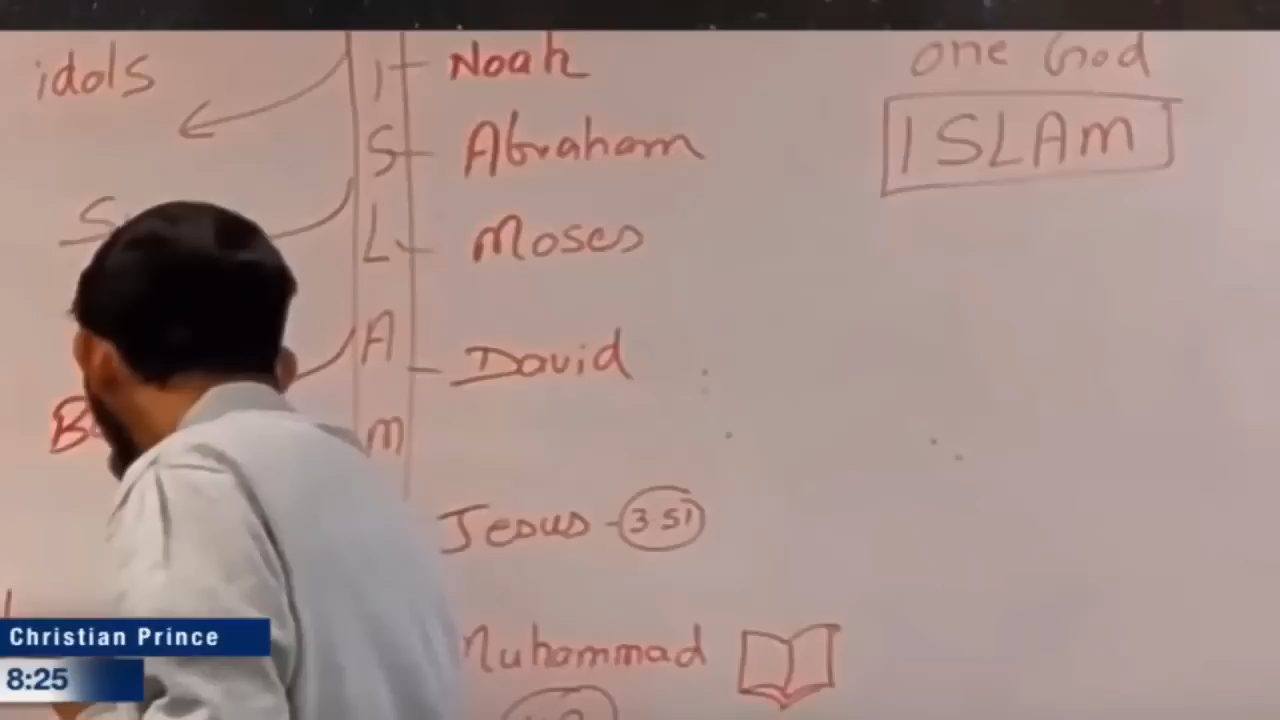 idols
I Noah
one God
S Abraham
ISLAM
L Moses
A David
M
Jesus - 3 51
Muhammad
Christian Prince
8:25